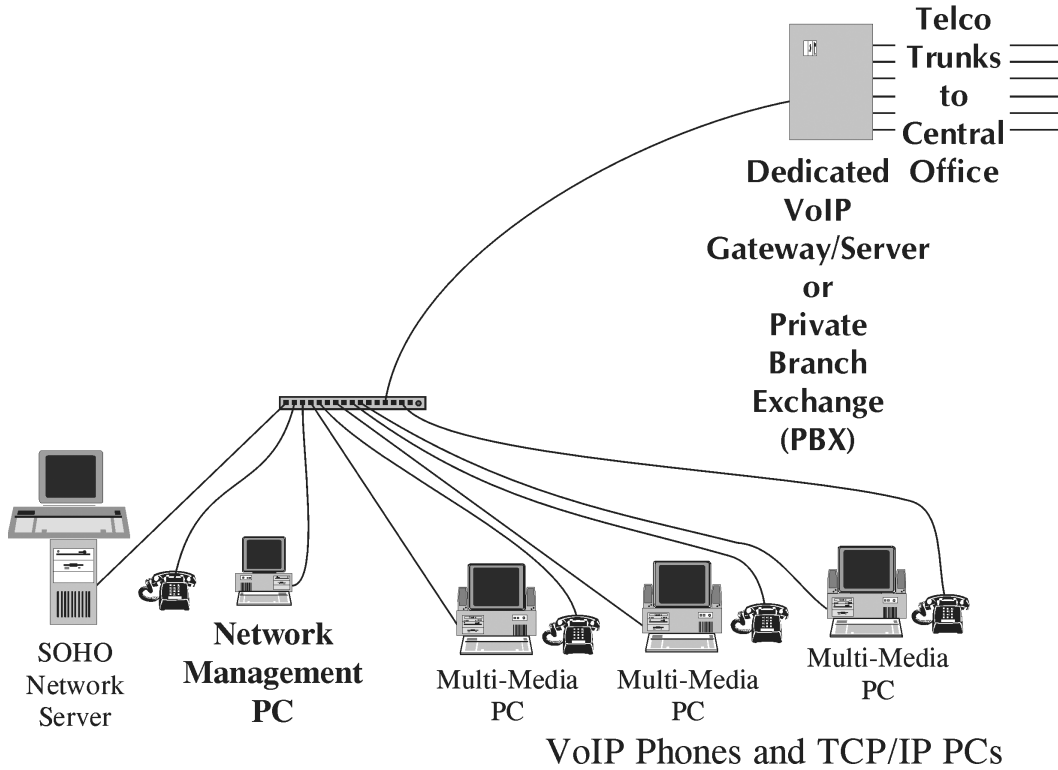 Telco
Trunks
to
Central
Office
Dedicated
VoIP
Gateway/Server
or
Private
Branch
Exchange
(PBX)
SOHO
Network
Server
Network
Management
PC
Multi-Media
PC
Multi-Media
PC
Multi-Media
PC
VoIP Phones and TCP/IP PCs